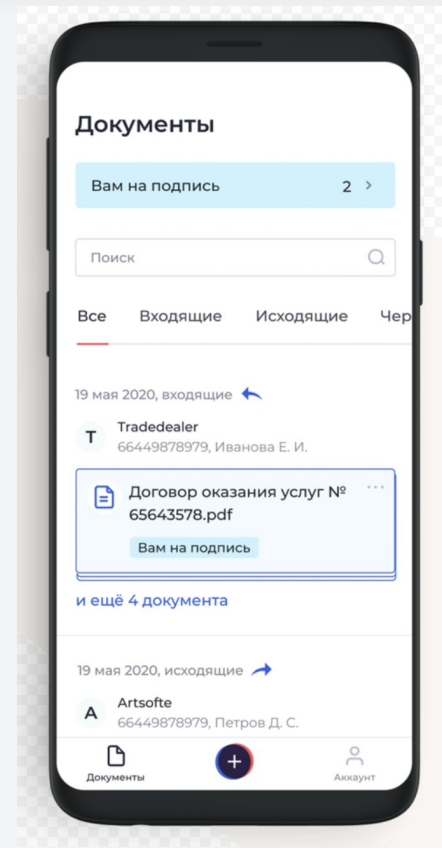 Документы
Вам на подпись 2
Поиск
Все Входящие Исходящие Чер
19 мая 2020, входящие
T Tradedealer
66449878979, Иванова Е. И.
Договор оказания услуг №
65643578.pdf
Вам на подпись
и ещё 4 документа
19 мая 2020, исходящие
A Artsofte
66449878979, Петров Д. С.
Документы
Аккаунт